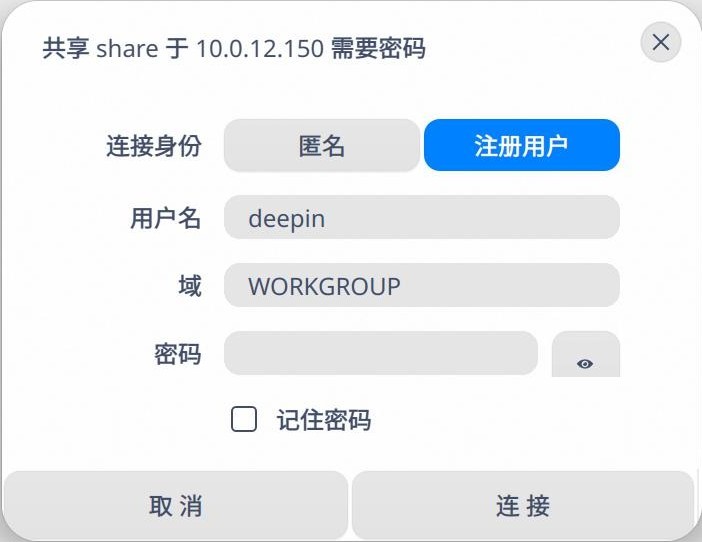 共享 share 于 10.0.12.150 需要密码
连接身份 匿名 注册用户
用户名 deepin
域 WORKGROUP
密码
记住密码
取 消 连 接